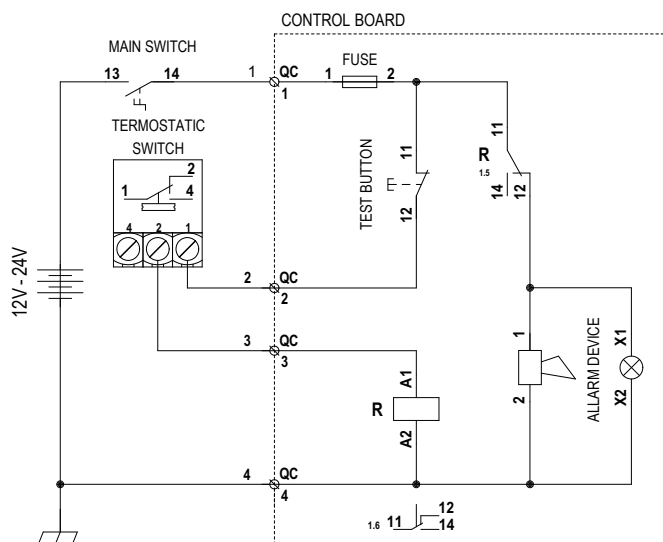 CONTROL BOARD
MAIN SWITCH
13 14 1 QC 1 FUSE 2
1
TERMOSTATIC
SWITCH
2
1 4
4 2 1
11
TEST BUTTON
12
11
R
1.5
14 12
12V - 24V
2 QC
2
3 QC
3
1
ALLARM DEVICE
2
X1
X2
A1
R
A2
4 QC
4
12
1.6 11 14